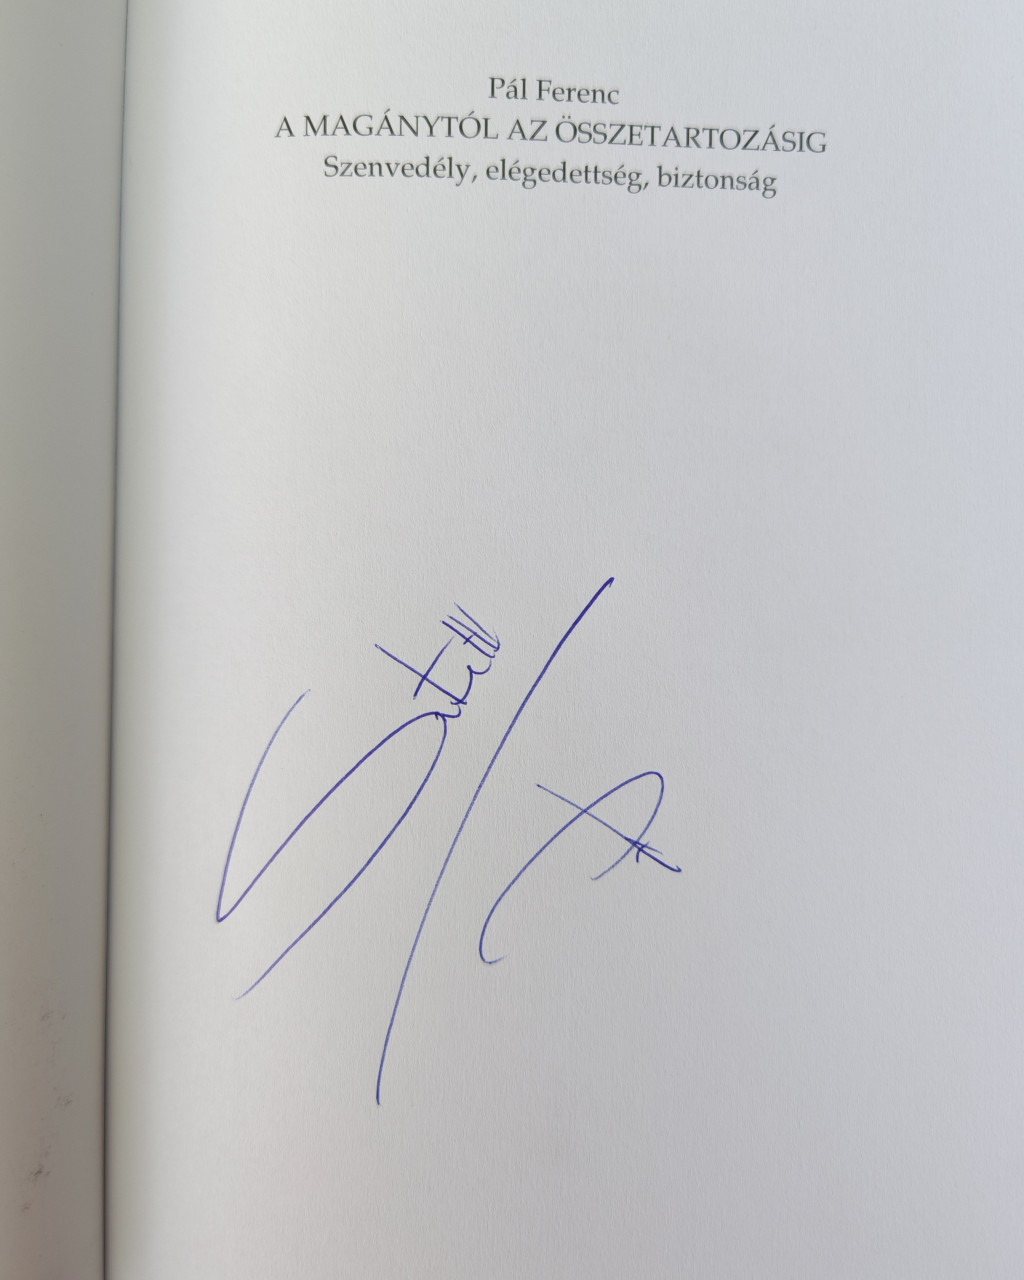 Pál Ferenc
A MAGÁNYTÓL AZ ÖSSZETARTOZÁSIG
Szenvedély, elégedettség, biztonság